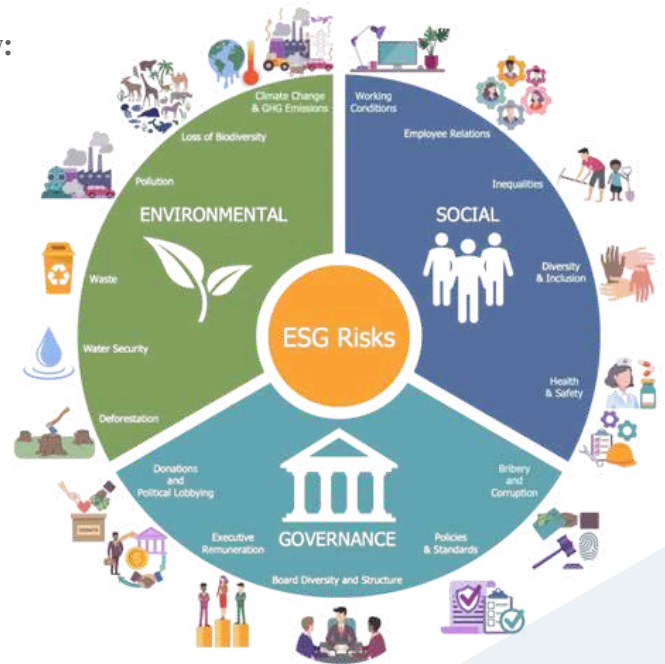 y:
Climate Change
& GHG Emissions
Loss of Biodiversity
Pollution
ENVIRONMENTAL
Waste
Water Security
Deforestation
Working
Conditions
Employee Relations
Inequalities
SOCIAL
Diversity
& Inclusion
Health
& Safety
ESG Risks
Donations
and
Political Lobbying
Executive
Remuneration
GOVERNANCE
Board Diversity and Structure
Policies
& Standards
Bribery
and
Corruption